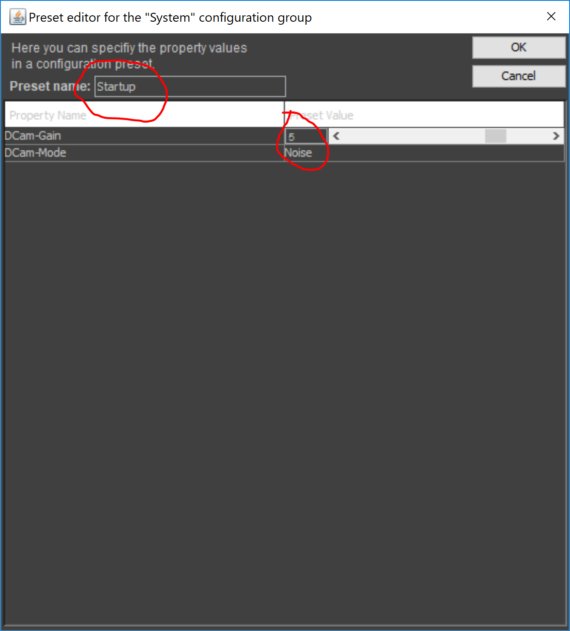 Preset editor for the "System" configuration group
Here you can specifiy the property values
in a configuration preset.
OK
Cancel
Preset name: Startup
Property Name Preset Value
DCam-Gain 5
DCam-Mode Noise